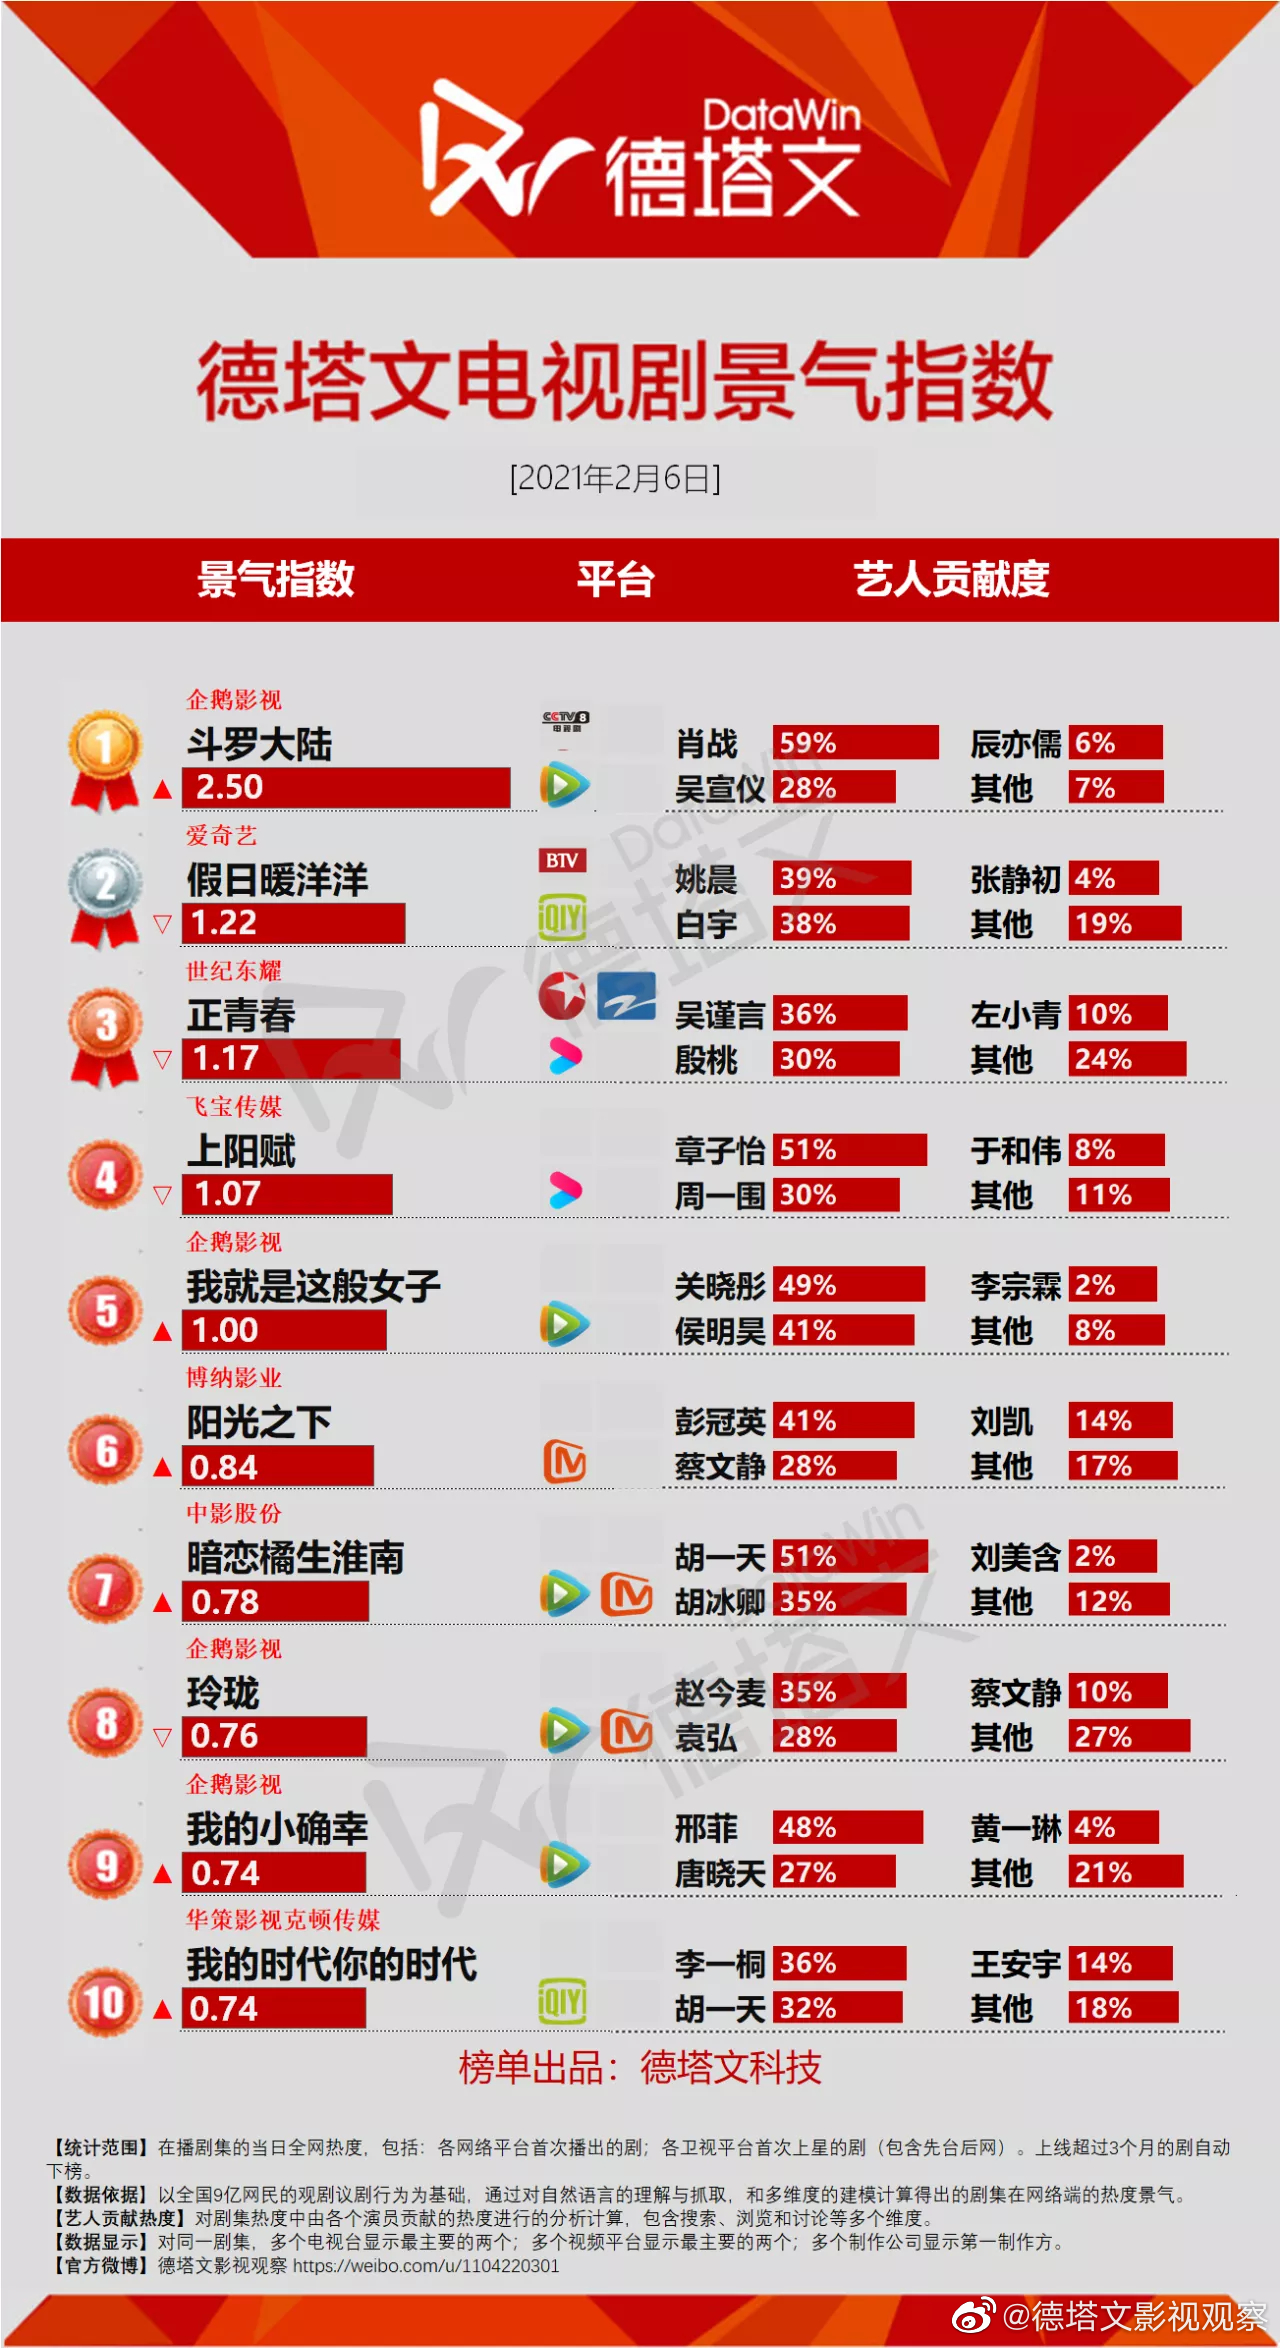 DataWin
德塔文
德塔文电视剧景气指数
[2021年2月6日]
景气指数 平台 艺人贡献度
企鹅影视
1 斗罗大陆 CCTV 8 电视剧 肖战 59% 辰亦儒 6%
▲ 2.50 吴宣仪 28% 其他 7%
爱奇艺
2 假日暖洋洋 BTV 姚晨 39% 张静初 4%
▽ 1.22 iQIYI 白宇 38% 其他 19%
世纪东耀
3 正青春 吴谨言 36% 左小青 10%
▽ 1.17 殷桃 30% 其他 24%
飞宝传媒
4 上阳赋 章子怡 51% 于和伟 8%
▽ 1.07 周一围 30% 其他 11%
企鹅影视
5 我就是这般女子 关晓彤 49% 李宗霖 2%
▲ 1.00 侯明昊 41% 其他 8%
博纳影业
6 阳光之下 彭冠英 41% 刘凯 14%
▲ 0.84 蔡文静 28% 其他 17%
中影股份
7 暗恋橘生淮南 胡一天 51% 刘美含 2%
▲ 0.78 胡冰卿 35% 其他 12%
企鹅影视
8 玲珑 赵今麦 35% 蔡文静 10%
▽ 0.76 袁弘 28% 其他 27%
企鹅影视
9 我的小确幸 邢菲 48% 黄一琳 4%
▲ 0.74 唐晓天 27% 其他 21%
华策影视克顿传媒
10 我的时代你的时代 李一桐 36% 王安宇 14%
▲ 0.74 iQIYI 胡一天 32% 其他 18%
榜单出品：德塔文科技
【统计范围】在播剧集的当日全网热度，包括：各网络平台首次播出的剧；各卫视平台首次上星的剧（包含先台后网）。上线超过3个月的剧自动
下榜。
【数据依据】以全国9亿网民的观剧议剧行为为基础，通过对自然语言的理解与抓取，和多维度的建模计算得出的剧集在网络端的热度景气。
【艺人贡献热度】对剧集热度中由各个演员贡献的热度进行的分析计算，包含搜索、浏览和讨论等多个维度。
【数据显示】对同一剧集，多个电视台显示最主要的两个；多个视频平台显示最主要的两个；多个制作公司显示第一制作方。
【官方微博】德塔文影视观察 https://weibo.com/u/1104220301
@德塔文影视观察